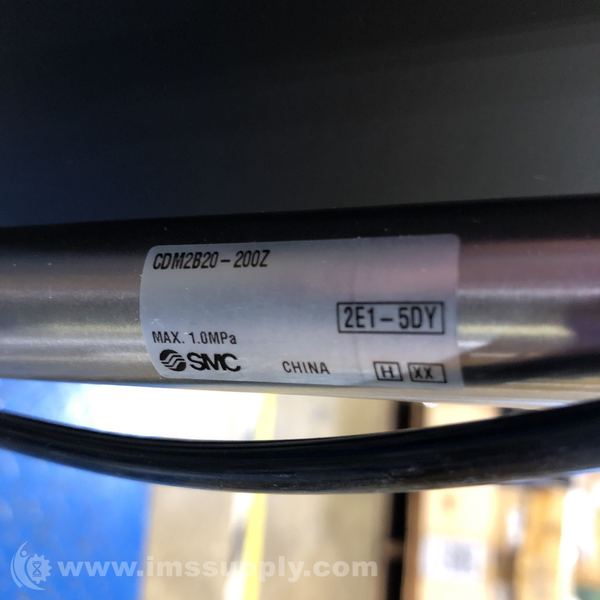 CDM2B20-200Z
2E1-5DY
MAX. 1.0MPa
SMC
CHINA
H XX
www.imssupply.com